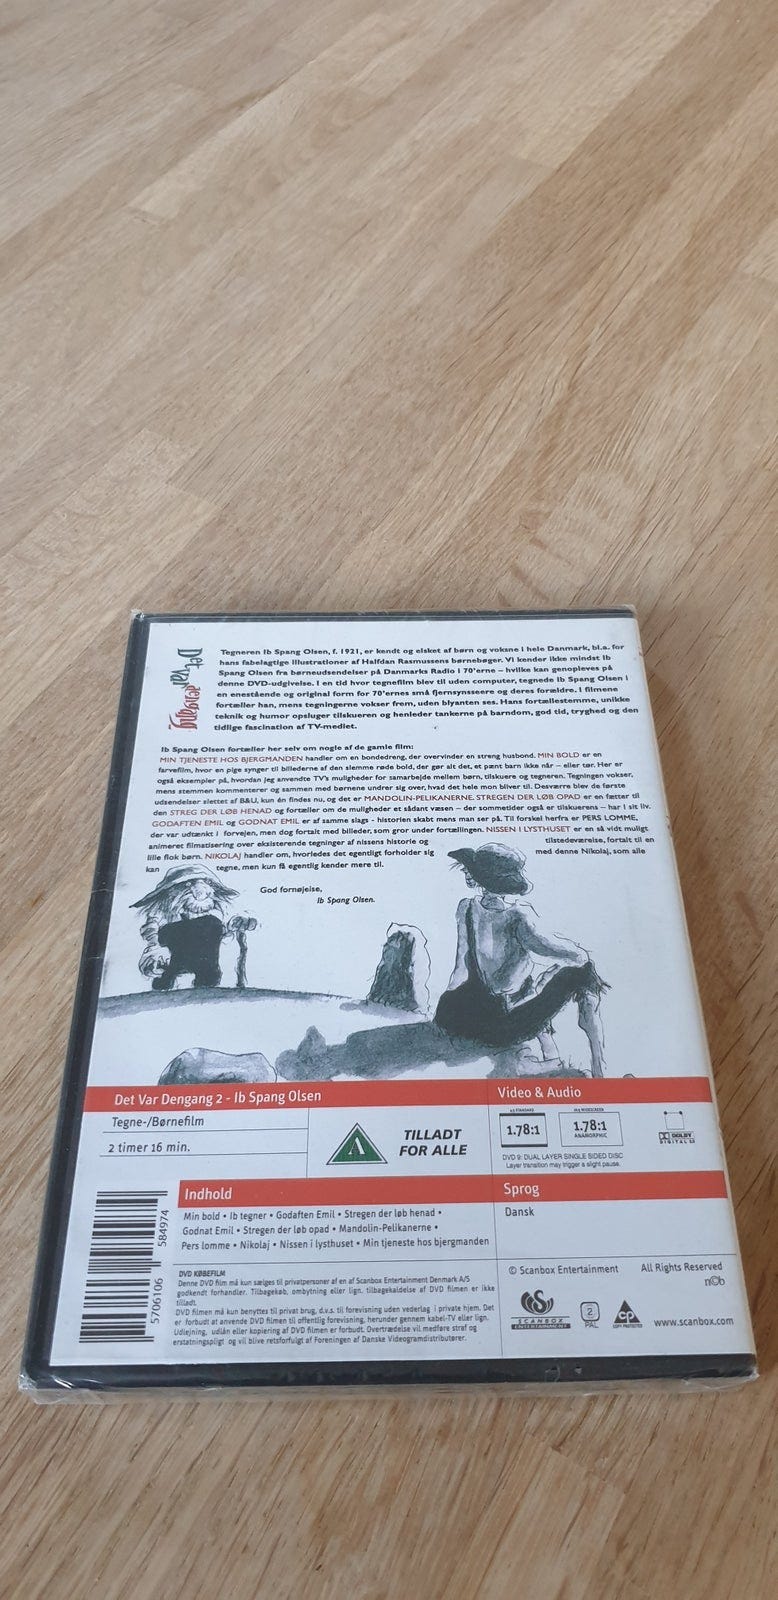 Det
var
dengang
Tegneren Ib Spang Olsen, f. 1921, er kendt og elsket af børn og voksne i hele Danmark, bl.a. for
hans fabelagtige illustrationer af Halfdan Rasmussens børnebøger. Vi kender ikke mindst Ib
Spang Olsen fra børneudsendelser på Danmarks Radio i 70'erne – hvilke kan genopleves på
denne DVD-udgivelse. I en tid hvor tegnefilm blev til uden computer, tegnede Ib Spang Olsen i
en enestående og original form for 70'ernes små fjernsynsseere og deres forældre. I filmene
fortæller han, mens tegningerne vokser frem, uden blyanten ses. Hans fortællestemme, unikke
teknik og humor opsluger tilskueren og henleder tankerne på barndom, god tid, tryghed og den
tidlige fascination af TV-mediet.
Ib Spang Olsen fortæller her selv om nogle af de gamle film:
MIN TJENESTE HOS BJERGMANDEN handler om en bondedreng, der overvinder en streng husbond. MIN BOLD er en
farvefilm, hvor en pige synger til billederne af den slemme røde bold, der gør alt det, et pænt barn ikke når – eller tør. Her er
også eksempler på, hvordan jeg anvendte TV's muligheder for samarbejde mellem børn, tilskuere og tegneren. Tegningen vokser,
mens stemmen kommenterer og sammen med børnene undrer sig over, hvad det hele mon bliver til. Desværre blev de første
udsendelser slettet af B&U, kun én findes nu, og det er MANDOLIN-PELIKANERNE. STREGEN DER LØB OPAD er en fætter til
den STREG DER LØB HENAD og fortæller om de muligheder et sådant væsen – der sommetider også er tilskuerens – har i sit liv.
GODAFTEN EMIL og GODNAT EMIL er af samme slags - historien skabt mens man ser på. Til forskel herfra er PERS LOMME,
der var udtænkt i forvejen, men dog fortalt med billeder, som gror under fortællingen. NISSEN I LYSTHUSET er en så vidt muligt
animeret filmatisering over eksisterende tegninger af nissens historie og tilstedeværelse, fortalt til en
lille flok børn. NIKOLAJ handler om, hvorledes det egentlig forholder sig med denne Nikolaj, som alle
kan tegne, men kun få egentlig kender mere til.
God fornøjelse,
Ib Spang Olsen.
Det Var Dengang 2 - Ib Spang Olsen
Video & Audio
Tegne-/Børnefilm
2 timer 16 min.
A
TILLADT
FOR ALLE
1.78:1
1.78:1
ANAMORPHIC
DOLBY
DIGITAL
DVD 9: DUAL LAYER SINGLE SIDED DISC
Layer transition may trigger a slight pause.
Indhold
Sprog
Min bold • Ib tegner • Godaften Emil • Stregen der løb henad •
Godnat Emil • Stregen der løb opad • Mandolin-Pelikanerne •
Pers lomme • Nikolaj • Nissen i lysthuset • Min tjeneste hos bjergmanden
Dansk
5706106 584974
DVD KØBEFILM
Denne DVD film må kun sælges til privatpersoner af en af Scanbox Entertainment Denmark A/S
godkendt forhandler. Tilbagekøb, ombytning eller lign. tilbagekaldelse af DVD filmen er ikke
tilladt.
DVD filmen må kun benyttes til privat brug, d.v.s. til forevisning uden vederlag i private hjem. Det
er forbudt at anvende DVD filmen til offentlig forevisning, herunder gennem kabel-TV eller lign.
Udlejning, udlån eller kopiering af DVD filmen er forbudt. Overtrædelse vil medføre straf og
erstatningspligt og vil blive retsforfulgt af Foreningen af Danske Videogramdistributører.
© Scanbox Entertainment All Rights Reserved
n©b
SCANBOX
ENTERTAINMENT
2
PAL
CP
COPY PROTECTED
www.scanbox.com